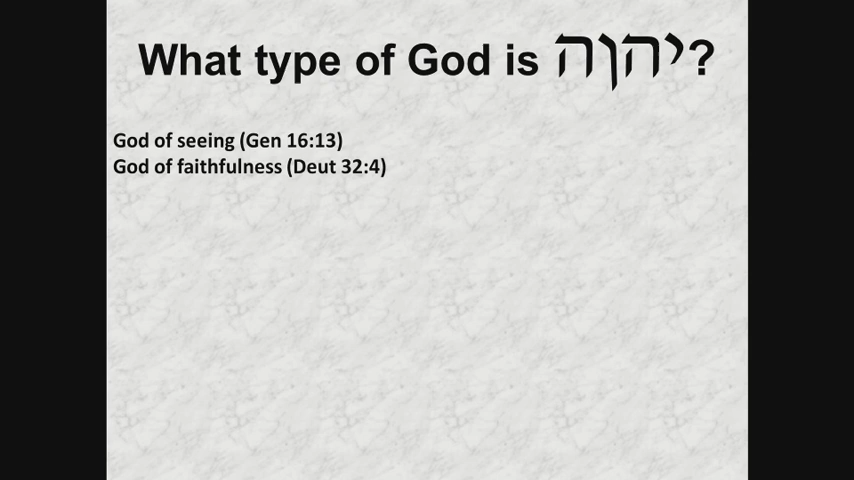 What type of God is יהוה?
God of seeing (Gen 16:13)
God of faithfulness (Deut 32:4)